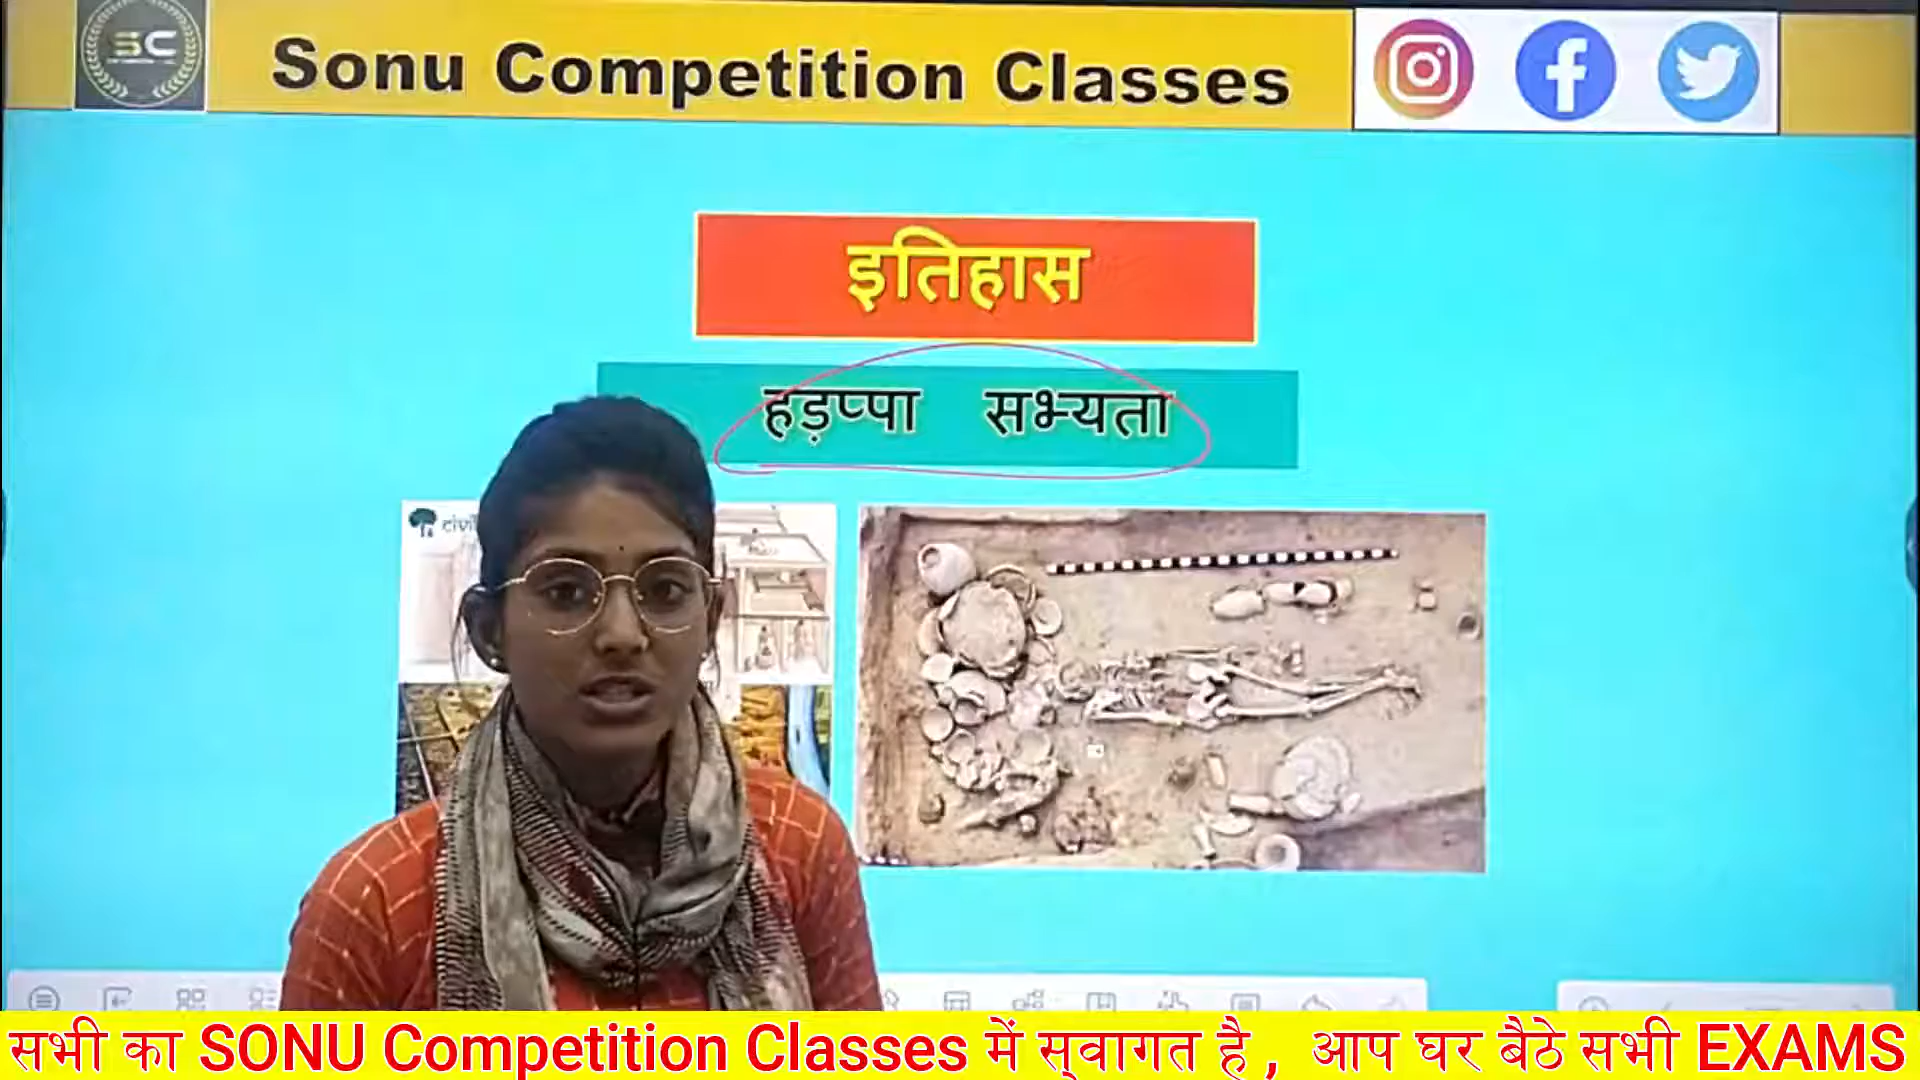 SC
Sonu Competition Classes
इतिहास
हड़प्पा सभ्यता
सभी का SONU Competition Classes में स्वागत है , आप घर बैठे सभी EXAMS